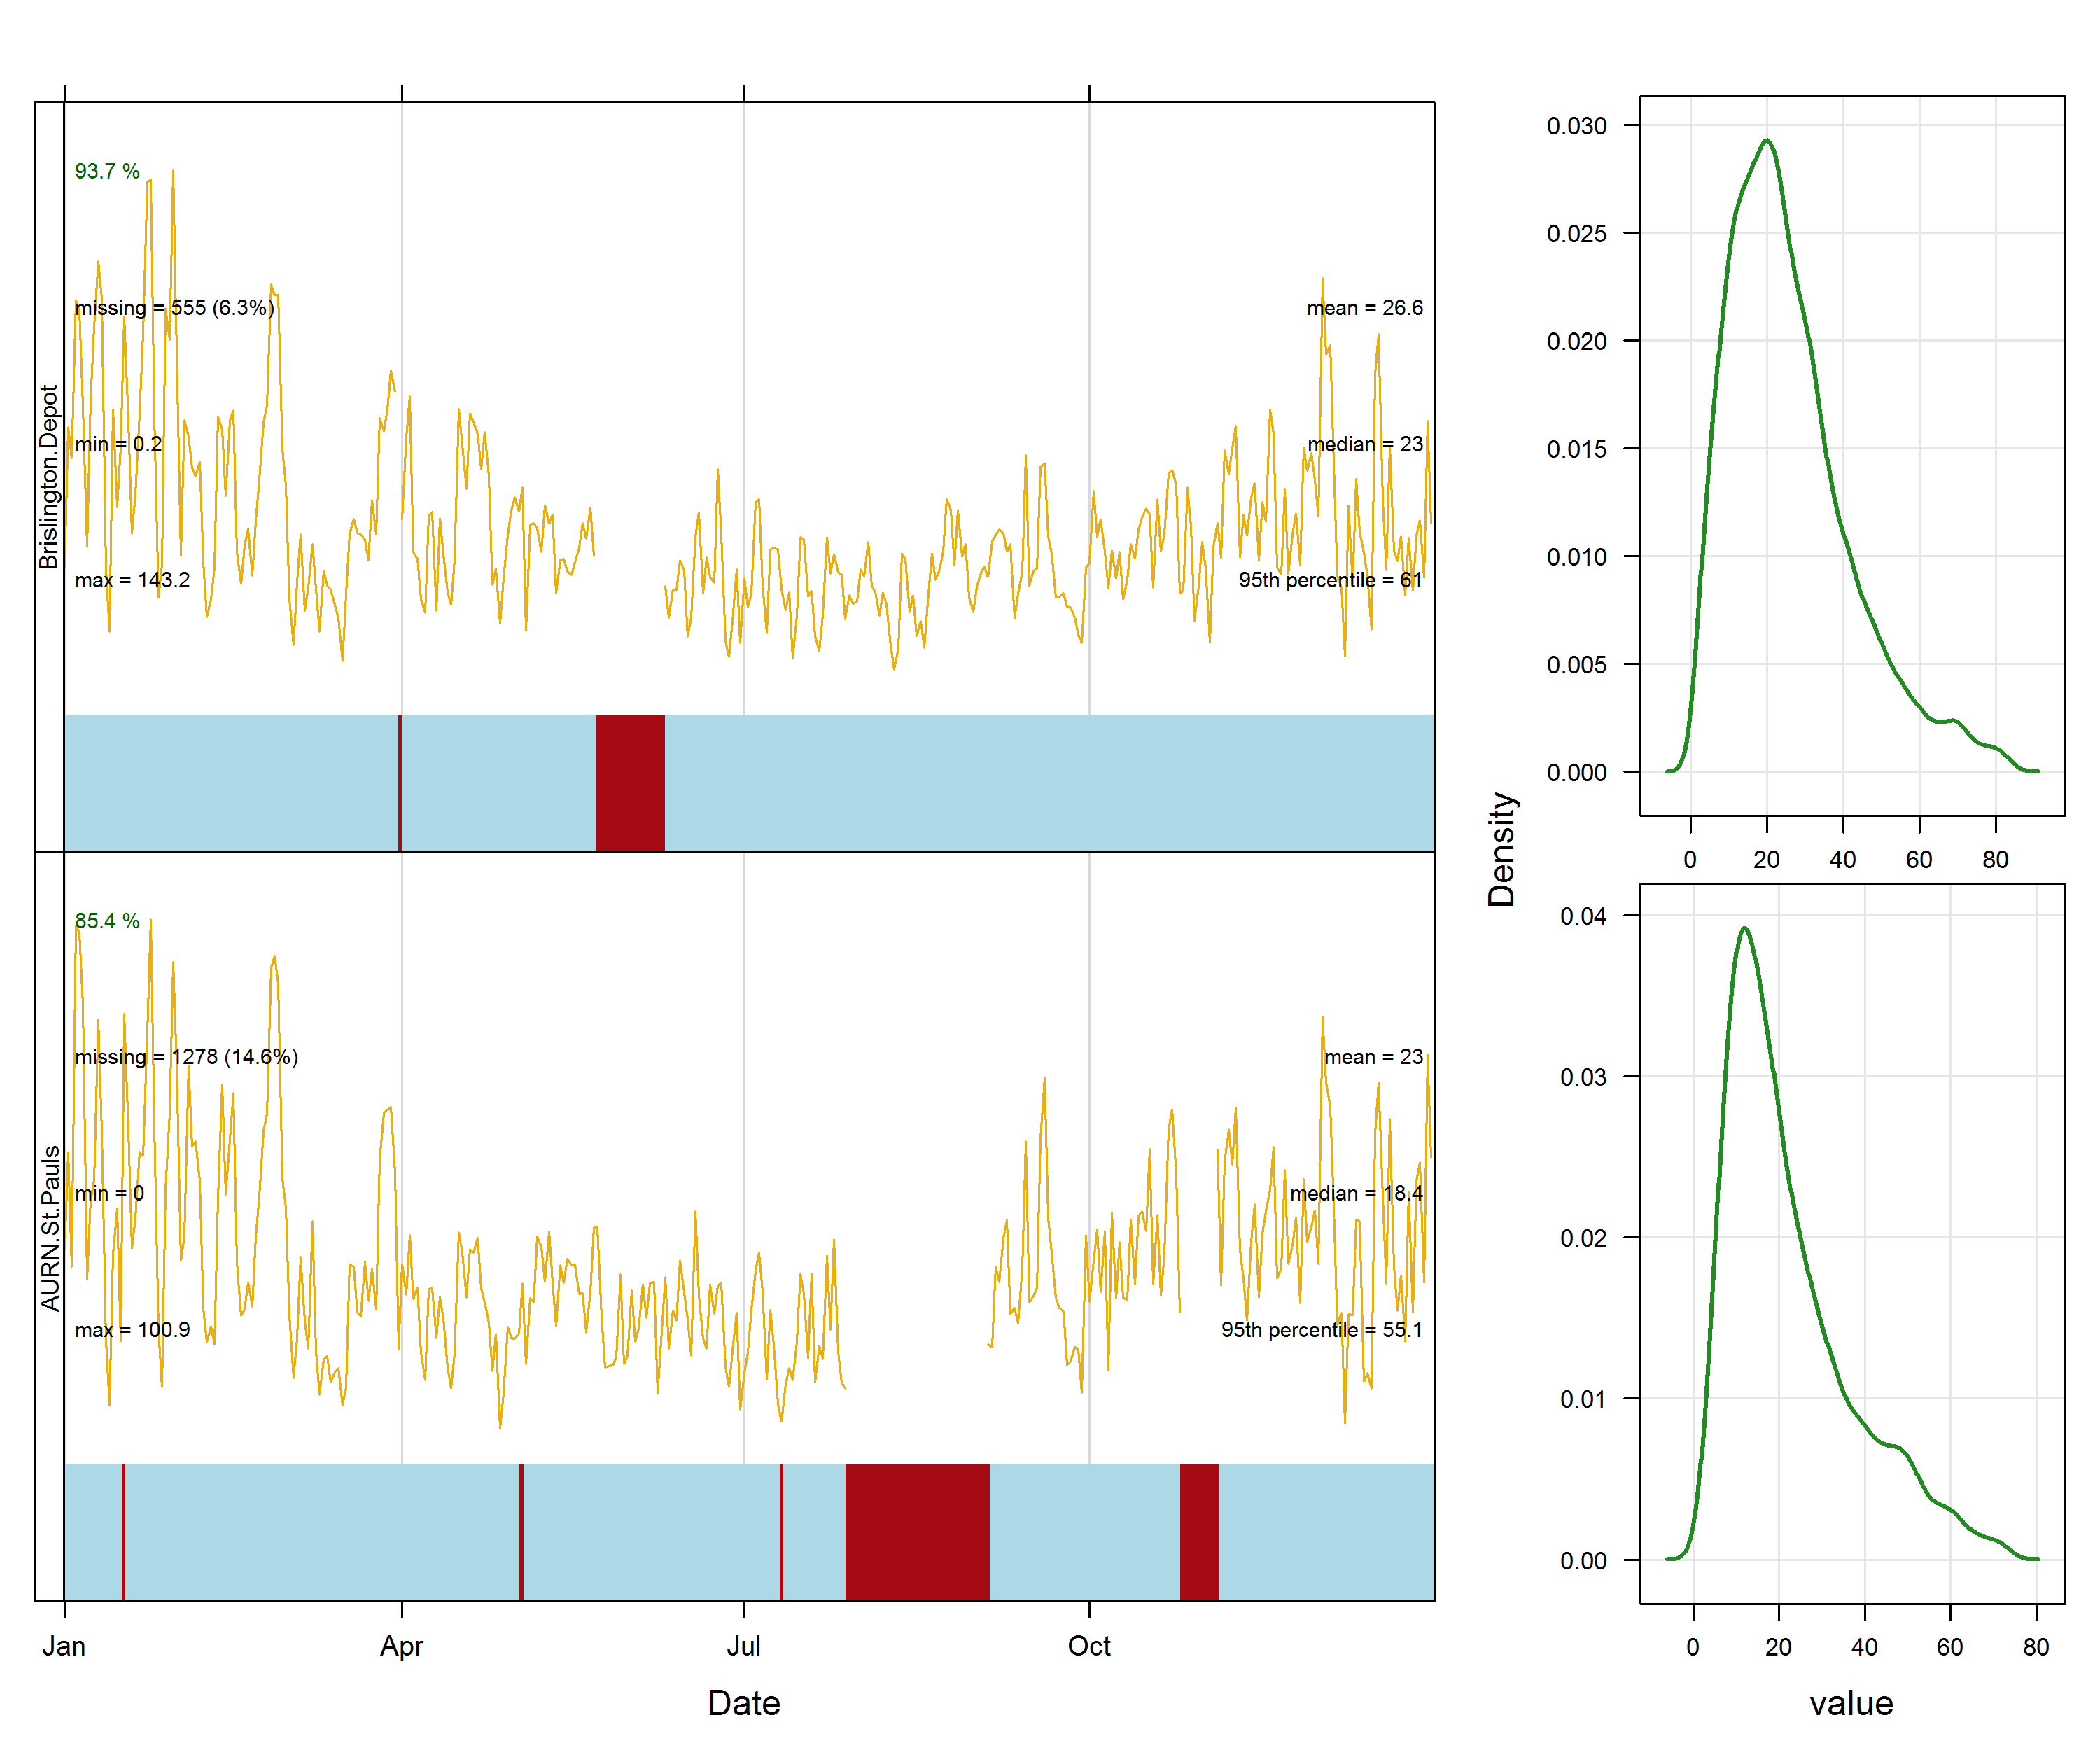 Brislington.Depot
93.7 %
missing = 555 (6.3%)
mean = 26.6
min = 0.2
median = 23
max = 143.2
95th percentile = 61
AURN.St.Pauls
85.4 %
missing = 1278 (14.6%)
mean = 23
min = 0
median = 18.4
max = 100.9
95th percentile = 55.1
Jan Apr Jul Oct
Date
Density
0.030
0.025
0.020
0.015
0.010
0.005
0.000
0 20 40 60 80
0.04
0.03
0.02
0.01
0.00
0 20 40 60 80
value